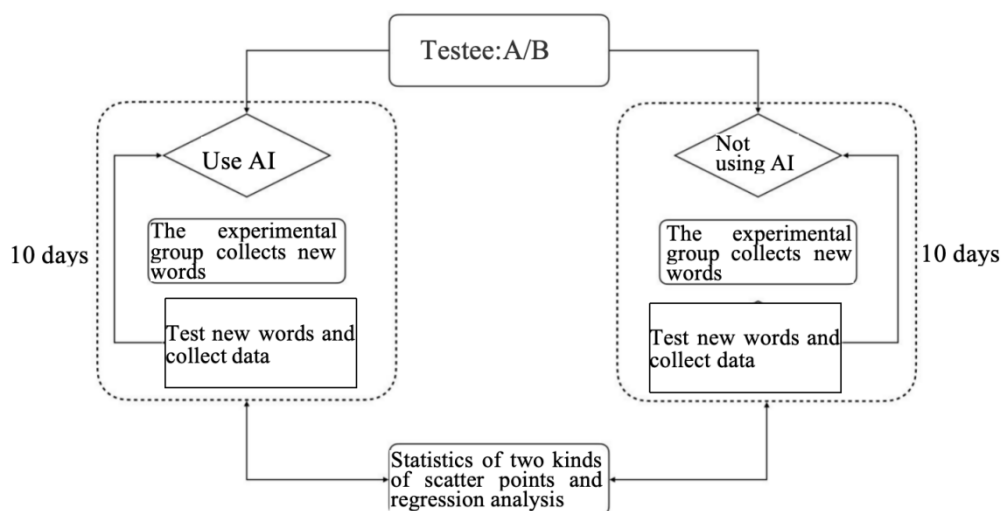 Testee:A/B
Use AI
The experimental
group collects new
words
Test new words and
collect data
10 days
Not
using AI
The experimental
group collects new
words
Test new words and
collect data
10 days
Statistics of two kinds
of scatter points and
regression analysis